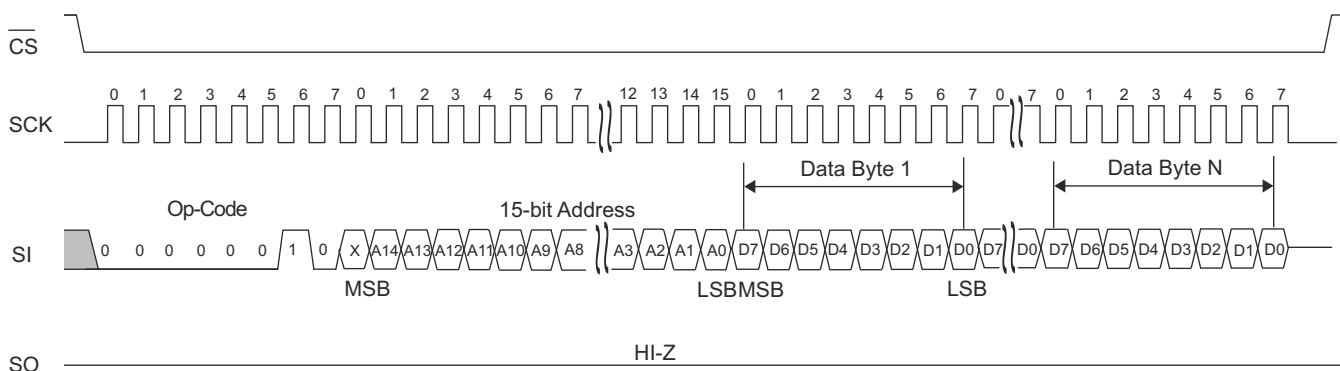 CS
SCK
0 1 2 3 4 5 6 7 0 1 2 3 4 5 6 7 12 13 14 15 0 1 2 3 4 5 6 7 0 7 0 1 2 3 4 5 6 7
Data Byte 1
Data Byte N
Op-Code
15-bit Address
SI
0 0 0 0 0 0 1 0 X A14 A13 A12 A11 A10 A9 A8 A3 A2 A1 A0 D7 D6 D5 D4 D3 D2 D1 D0 D7 D0 D7 D6 D5 D4 D3 D2 D1 D0
MSB
LSB
MSB
LSB
HI-Z
SO